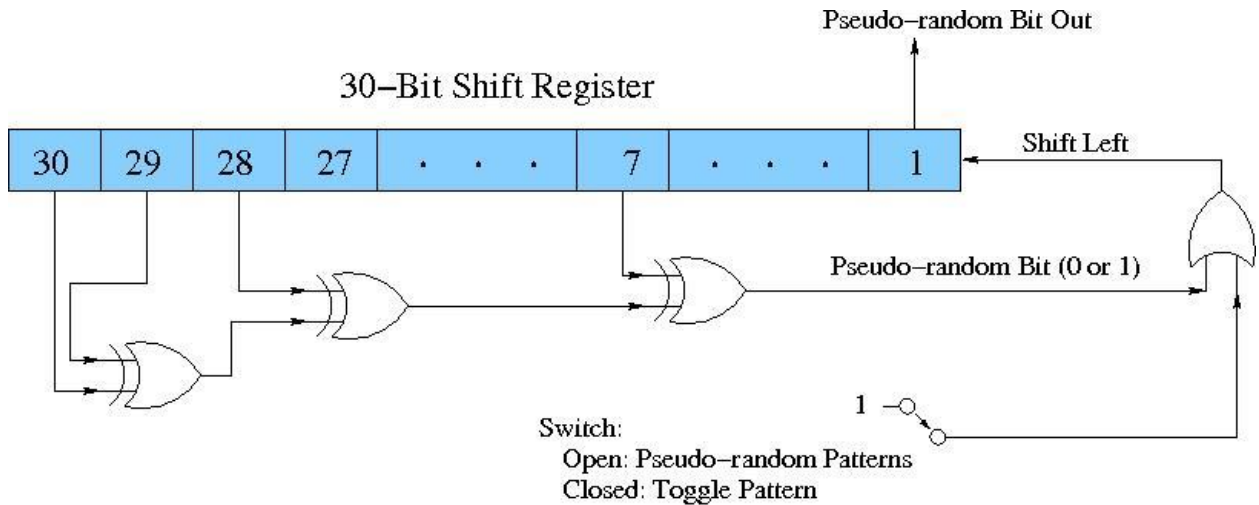 Pseudo−random Bit Out
30−Bit Shift Register
30 29 28 27 . . . 7 . . . 1
Shift Left
Pseudo−random Bit (0 or 1)
1
Switch:
Open: Pseudo−random Patterns
Closed: Toggle Pattern